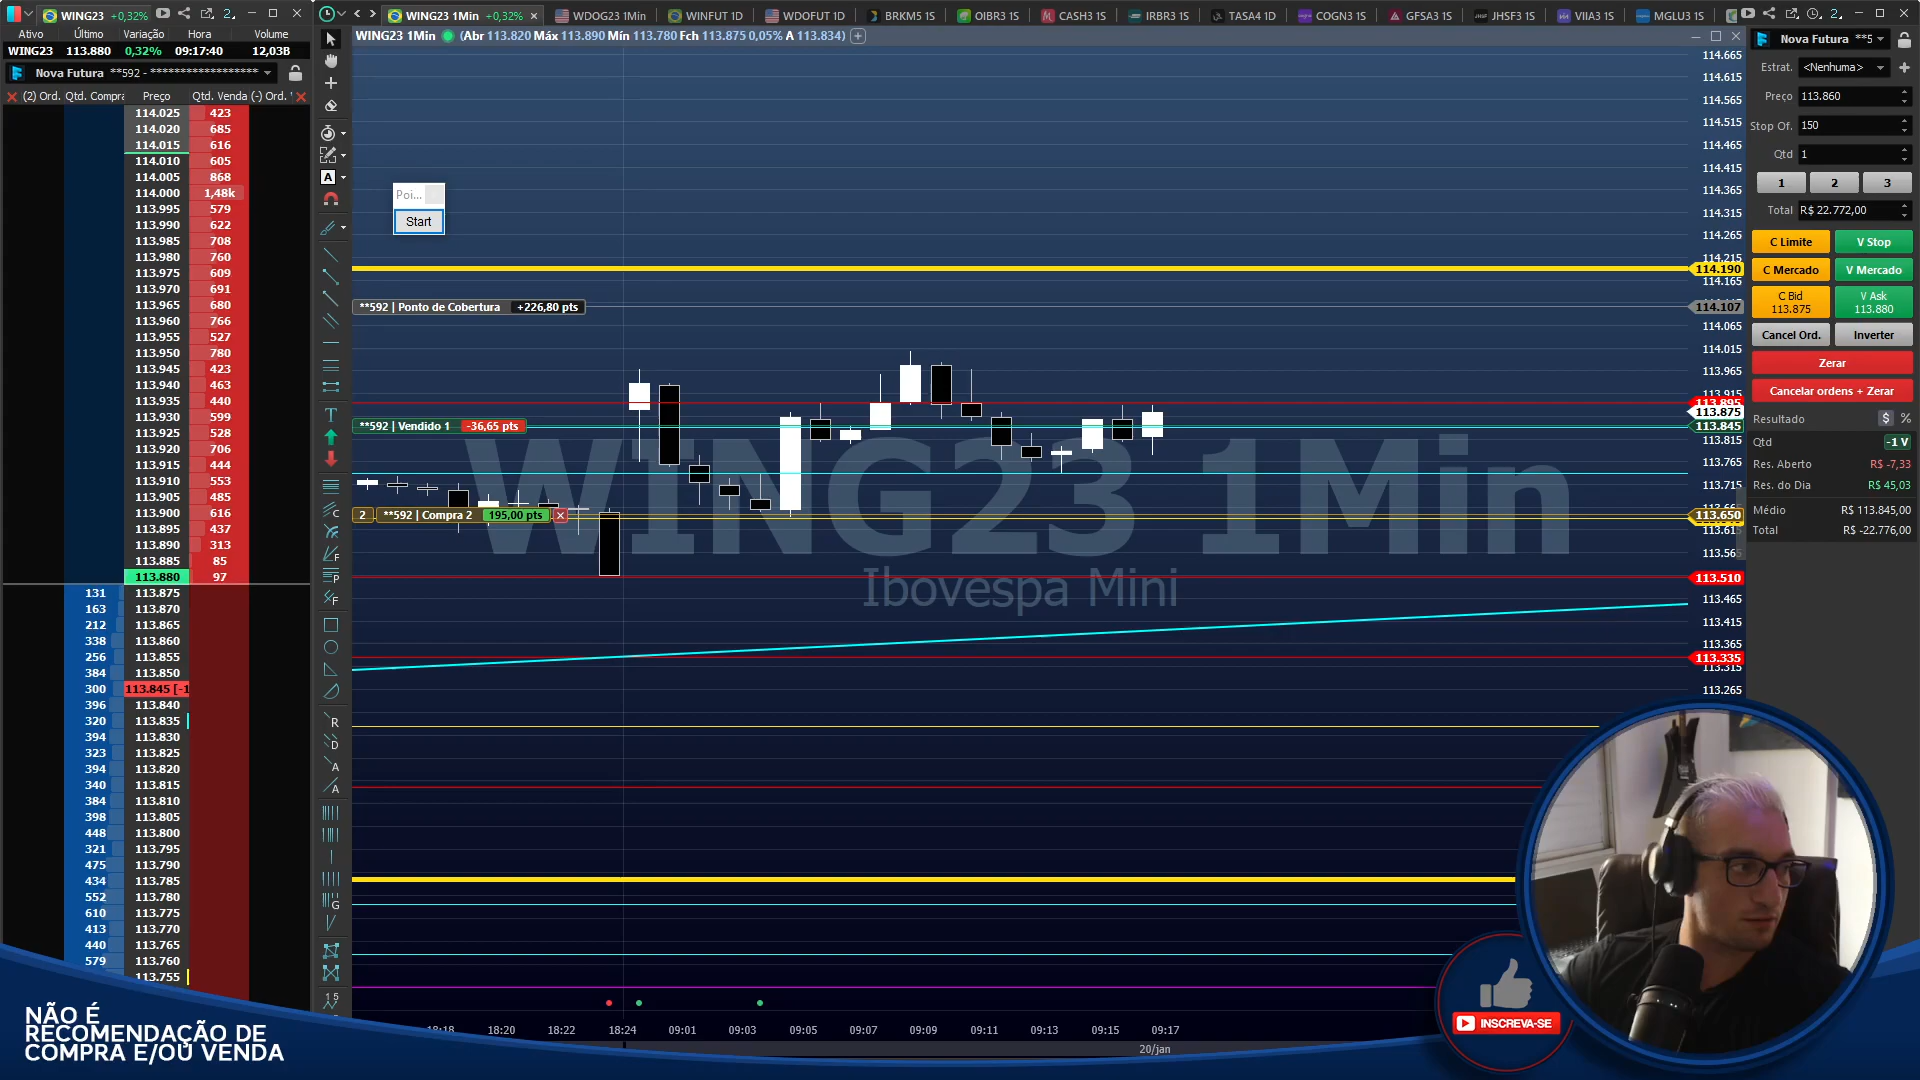 WING23 +0,32%
Ativo Último Variação Hora Volume
WING23 113.880 0,32% 09:17:40 12,03B
Nova Futura **592 - ******************
(2) Ord. Qtd. Compra Preço Qtd. Venda (-) Ord.
114.025 423
114.020 685
114.015 616
114.010 605
114.005 868
114.000 1,48k
113.995 579
113.990 622
113.985 708
113.980 760
113.975 609
113.970 691
113.965 680
113.960 766
113.955 527
113.950 780
113.945 423
113.940 463
113.935 440
113.930 599
113.925 528
113.920 706
113.915 444
113.910 553
113.905 485
113.900 616
113.895 437
113.890 313
113.885 85
113.880 97
131 113.875
163 113.870
212 113.865
338 113.860
256 113.855
384 113.850
300 113.845 [-1
396 113.840
320 113.835
394 113.830
323 113.825
394 113.820
340 113.815
384 113.810
398 113.805
448 113.800
321 113.795
475 113.790
434 113.785
552 113.780
610 113.775
413 113.770
440 113.765
579 113.760
113.755
NÃO É
RECOMENDAÇÃO DE
COMPRA E/OU VENDA
WING23 1Min +0,32% WDOG23 1Min WINFUT 1D WDOFUT 1D BRKM5 1S OIBR3 1S CASH3 1S IRBR3 1S TASA4 1D COGN3 1S GFSA3 1S JHSF3 1S VIIA3 1S MGLU3 1S
WING23 1Min (Abr 113.820 Máx 113.890 Mín 113.780 Fch 113.875 0,05% A 113.834)
Poi...
Start
**592 | Ponto de Cobertura +226,80 pts
**592 | Vendido 1 -36,65 pts
2 **592 | Compra 2 195,00 pts
WING23 1Min
Ibovespa Mini
114.665
114.615
114.565
114.515
114.465
114.415
114.365
114.315
114.265
114.215
114.190
114.165
114.107
114.065
114.015
113.965
113.915
113.895
113.875
113.845
113.815
113.765
113.715
113.650
113.615
113.565
113.510
113.465
113.415
113.365
113.335
113.315
113.265
18:18 18:20 18:22 18:24 09:01 09:03 09:05 09:07 09:09 09:11 09:13 09:15 09:17
20/jan
Nova Futura **5
Estrat. <Nenhuma>
Preço 113.860
Stop Of. 150
Qtd 1
1 2 3
Total R$ 22.772,00
C Limite V Stop
C Mercado V Mercado
C Bid V Ask
113.875 113.880
Cancel Ord. Inverter
Zerar
Cancelar ordens + Zerar
Resultado $ %
Qtd -1 V
Res. Aberto R$ -7,33
Res. do Dia R$ 45,03
Médio R$ 113.845,00
Total R$ -22.776,00
INSCREVA-SE